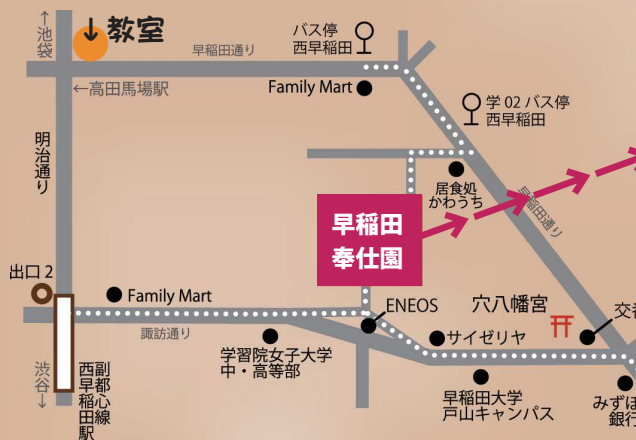 ↑池袋
↓教室
早稲田通り
バス停
西早稲田
←高田馬場駅
Family Mart
学 02 バス停
西早稲田
明治通り
居食処
かわうち
早稲田通り
早稲田
奉仕園
出口 2
Family Mart
ENEOS
穴八幡宮
交番
諏訪通り
サイゼリヤ
学習院女子大学
中・高等部
渋谷↓
副都心線
西早稲田駅
早稲田大学
戸山キャンパス
みずほ
銀行